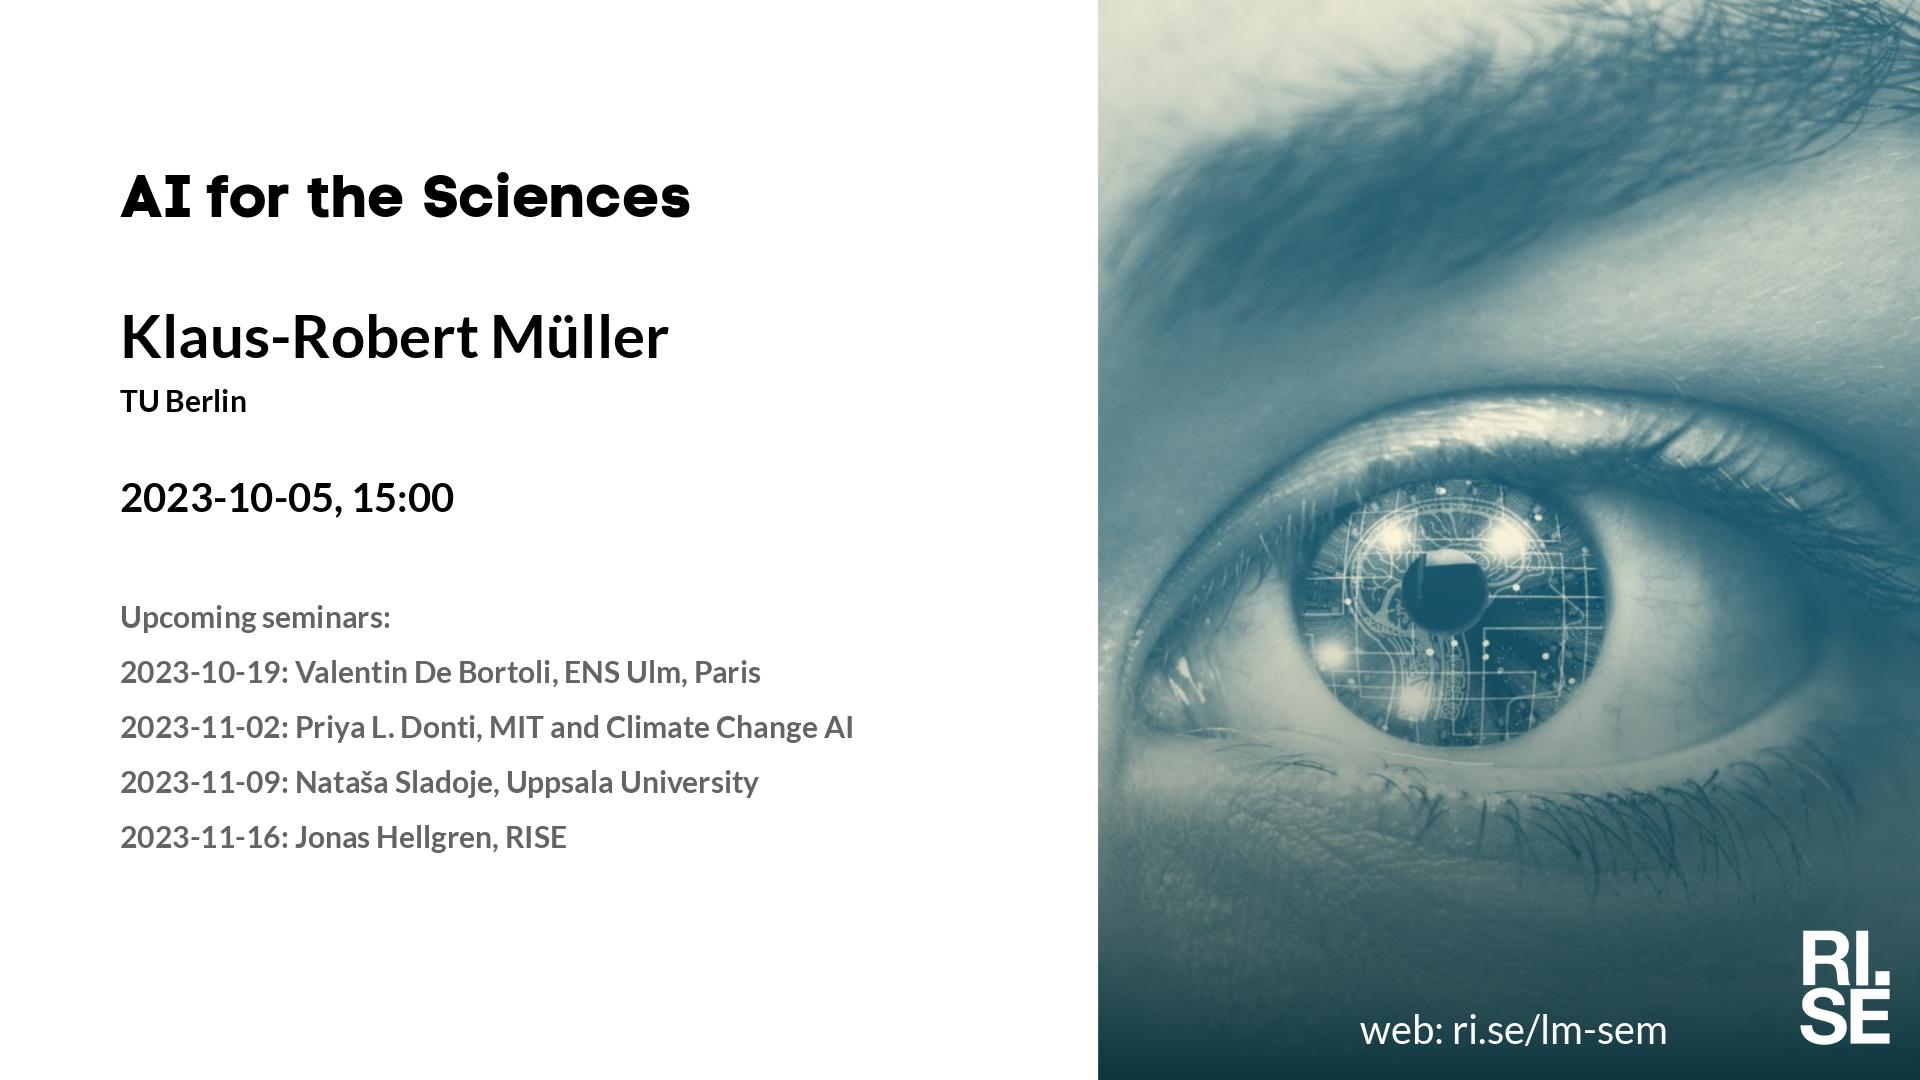 AI for the Sciences
Klaus-Robert Müller
TU Berlin
2023-10-05, 15:00
Upcoming seminars:
2023-10-19: Valentin De Bortoli, ENS Ulm, Paris
2023-11-02: Priya L. Donti, MIT and Climate Change AI
2023-11-09: Nataša Sladoje, Uppsala University
2023-11-16: Jonas Hellgren, RISE
web: ri.se/lm-sem
RI.
SE